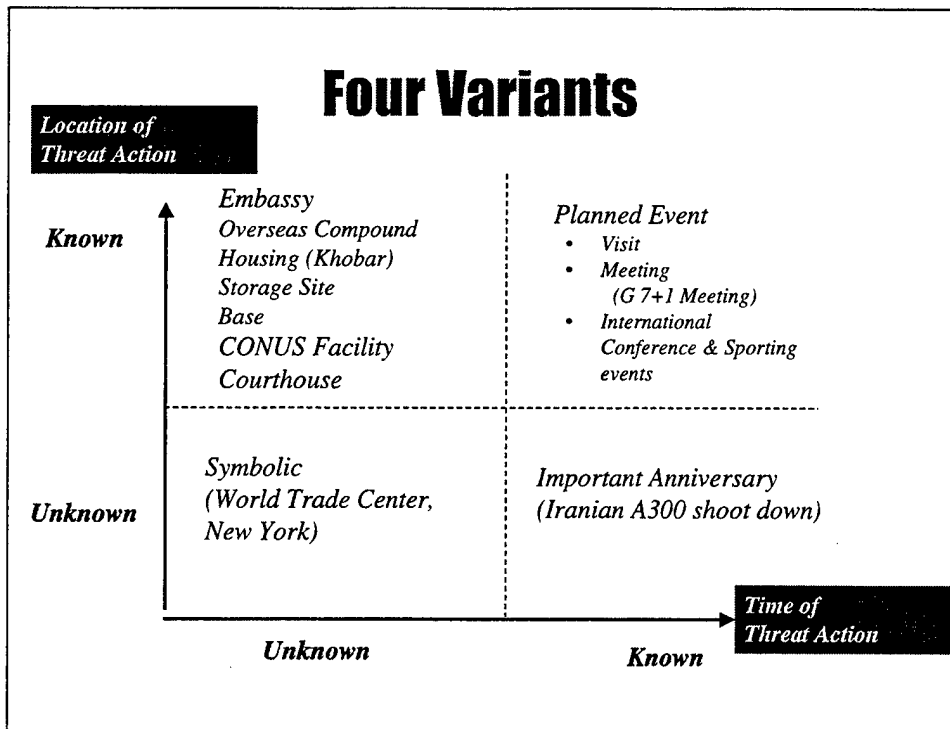 Four Variants
Location of
Threat Action
Known
Embassy
Overseas Compound
Housing (Khobar)
Storage Site
Base
CONUS Facility
Courthouse
Planned Event
• Visit
• Meeting
(G 7+1 Meeting)
• International
Conference & Sporting
events
Unknown
Symbolic
(World Trade Center,
New York)
Important Anniversary
(Iranian A300 shoot down)
Time of
Threat Action
Unknown
Known